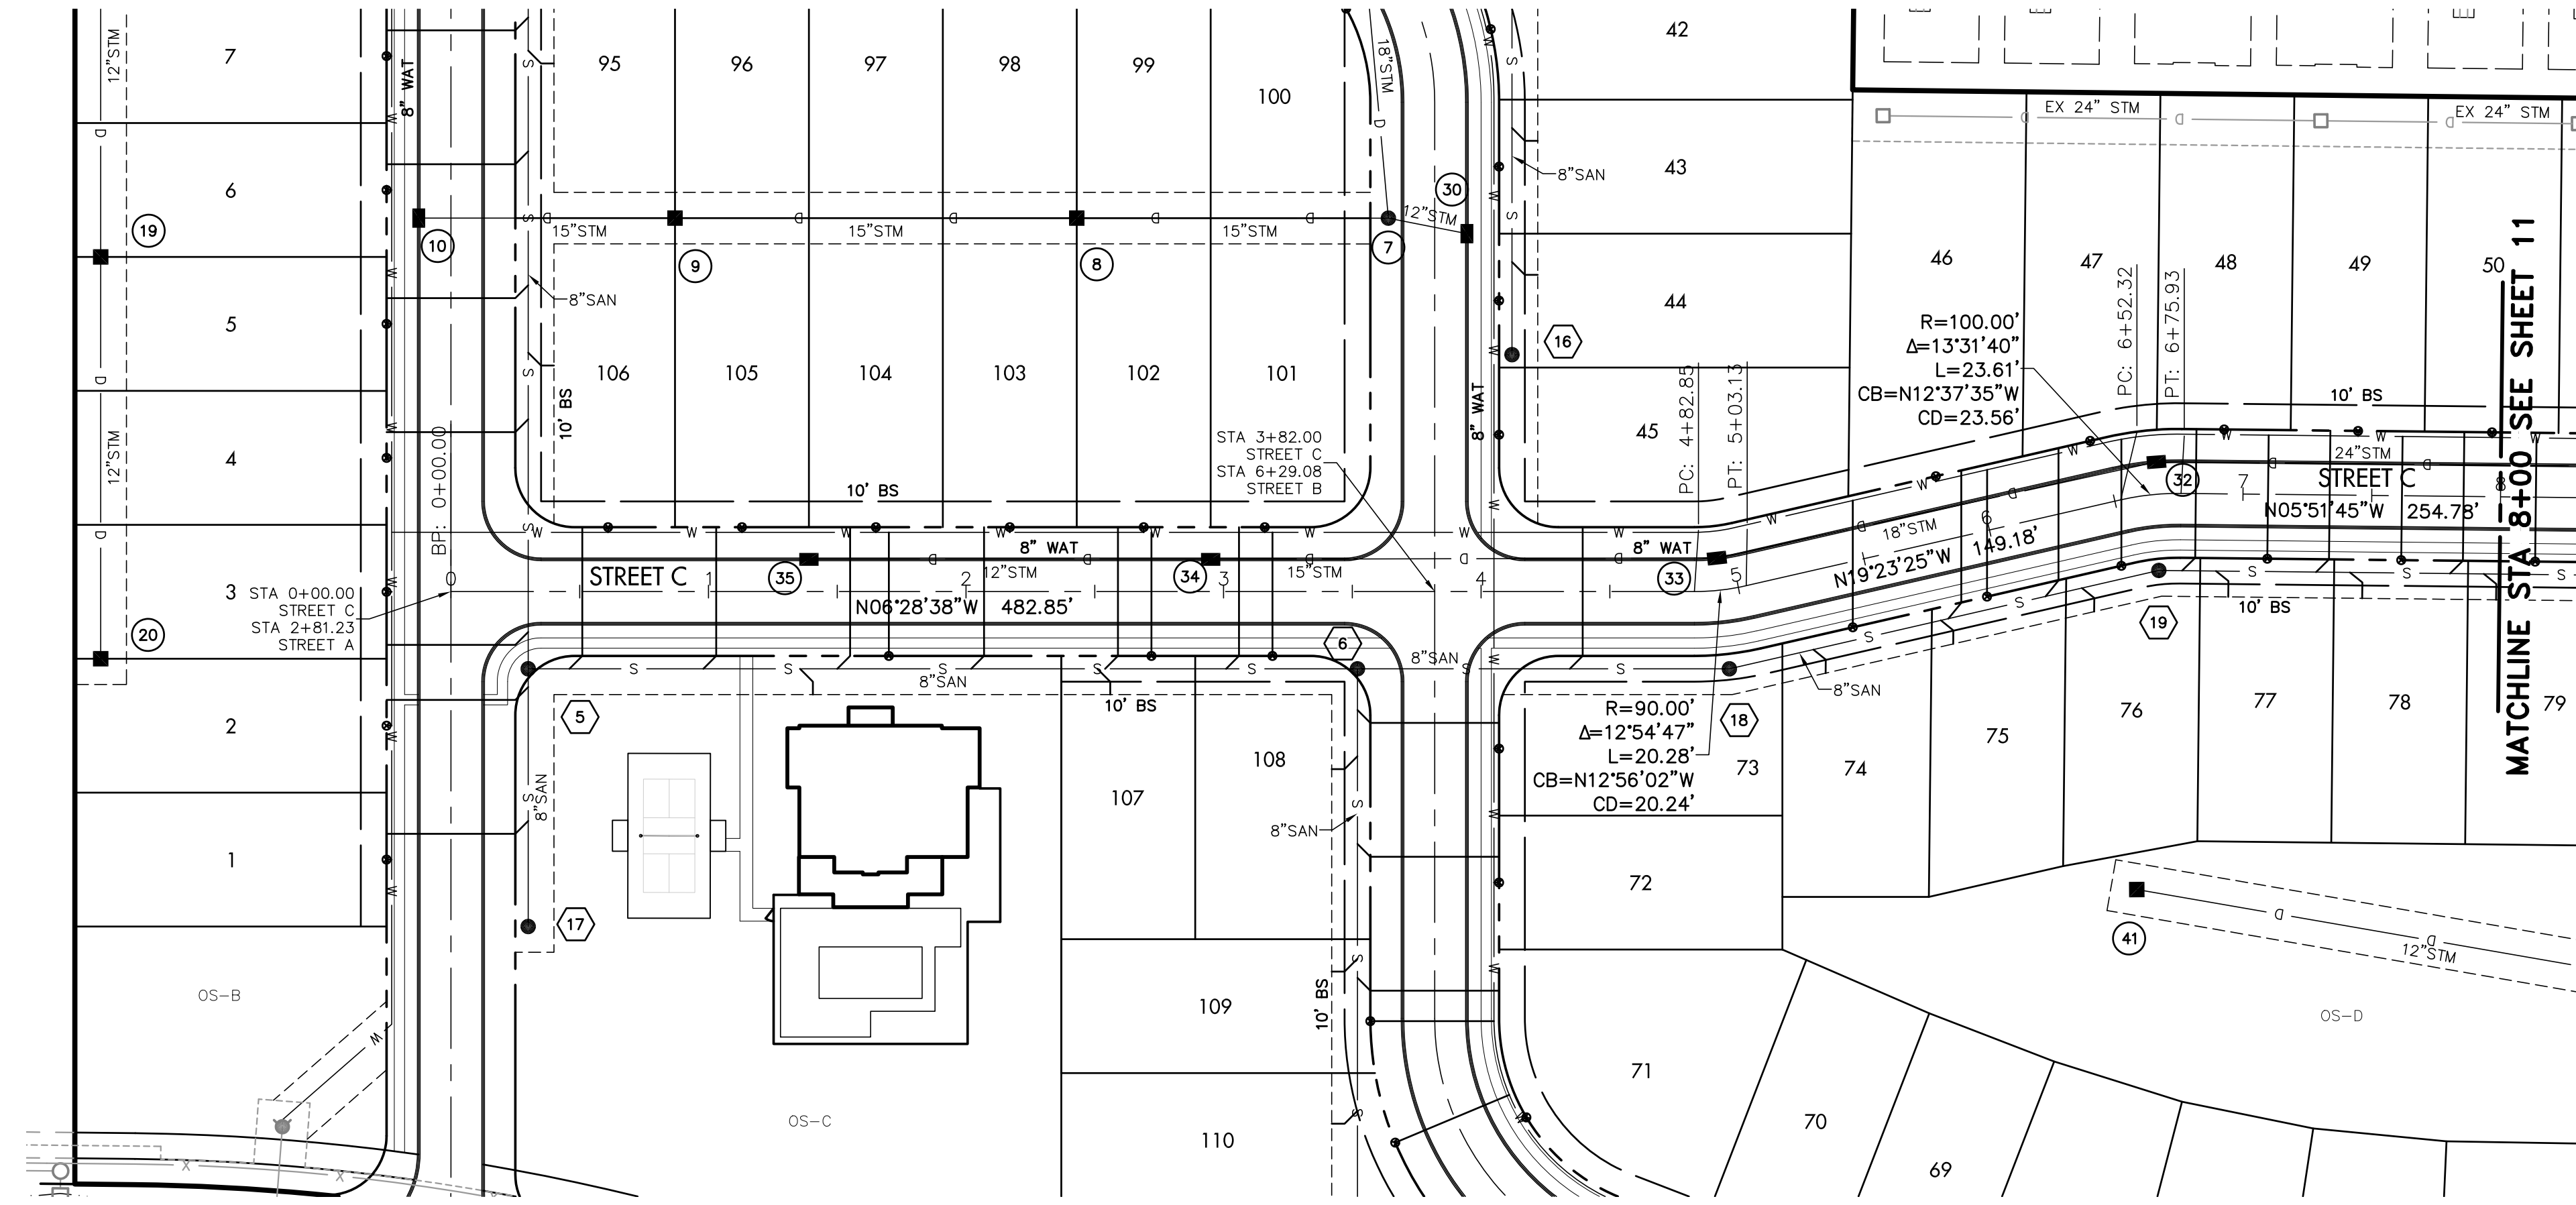 7
6
5
4
3
2
1
OS-B
19
20
12"STM
12"STM
8" WAT
10
BP: 0+00.00
STA 0+00.00
STREET C
STA 2+81.23
STREET A
95
96
97
98
99
100
15"STM
15"STM
15"STM
9
8
7
18"STM
12"STM
30
8"SAN
10' BS
106
105
104
103
102
101
STA 3+82.00
STREET C
STA 6+29.08
STREET B
10' BS
8" WAT
STREET C
35
12"STM
34
15"STM
0
1
2
3
4
5
6
7
8
N06°28'38"W 482.85'
6
8"SAN
8"SAN
10' BS
5
8"SAN
17
OS-C
107
108
8"SAN
109
10' BS
110
42
43
8"SAN
44
16
8" WAT
45
PC: 4+82.85
PT: 5+03.13
8" WAT
33
18"STM
N19°23'25"W 149.18'
R=100.00'
Δ=13°31'40"
L=23.61'
CB=N12°37'35"W
CD=23.56'
EX 24" STM
EX 24" STM
46
47
48
49
50
PC: 6+52.32
PT: 6+75.93
10' BS
24"STM
32
STREET C
N05°51'45"W 254.78'
10' BS
19
MATCHLINE STA 8+00 SEE SHEET 11
R=90.00'
Δ=12°54'47"
L=20.28'
CB=N12°56'02"W
CD=20.24'
18
8"SAN
73
74
75
76
77
78
79
72
71
70
69
41
12"STM
OS-D